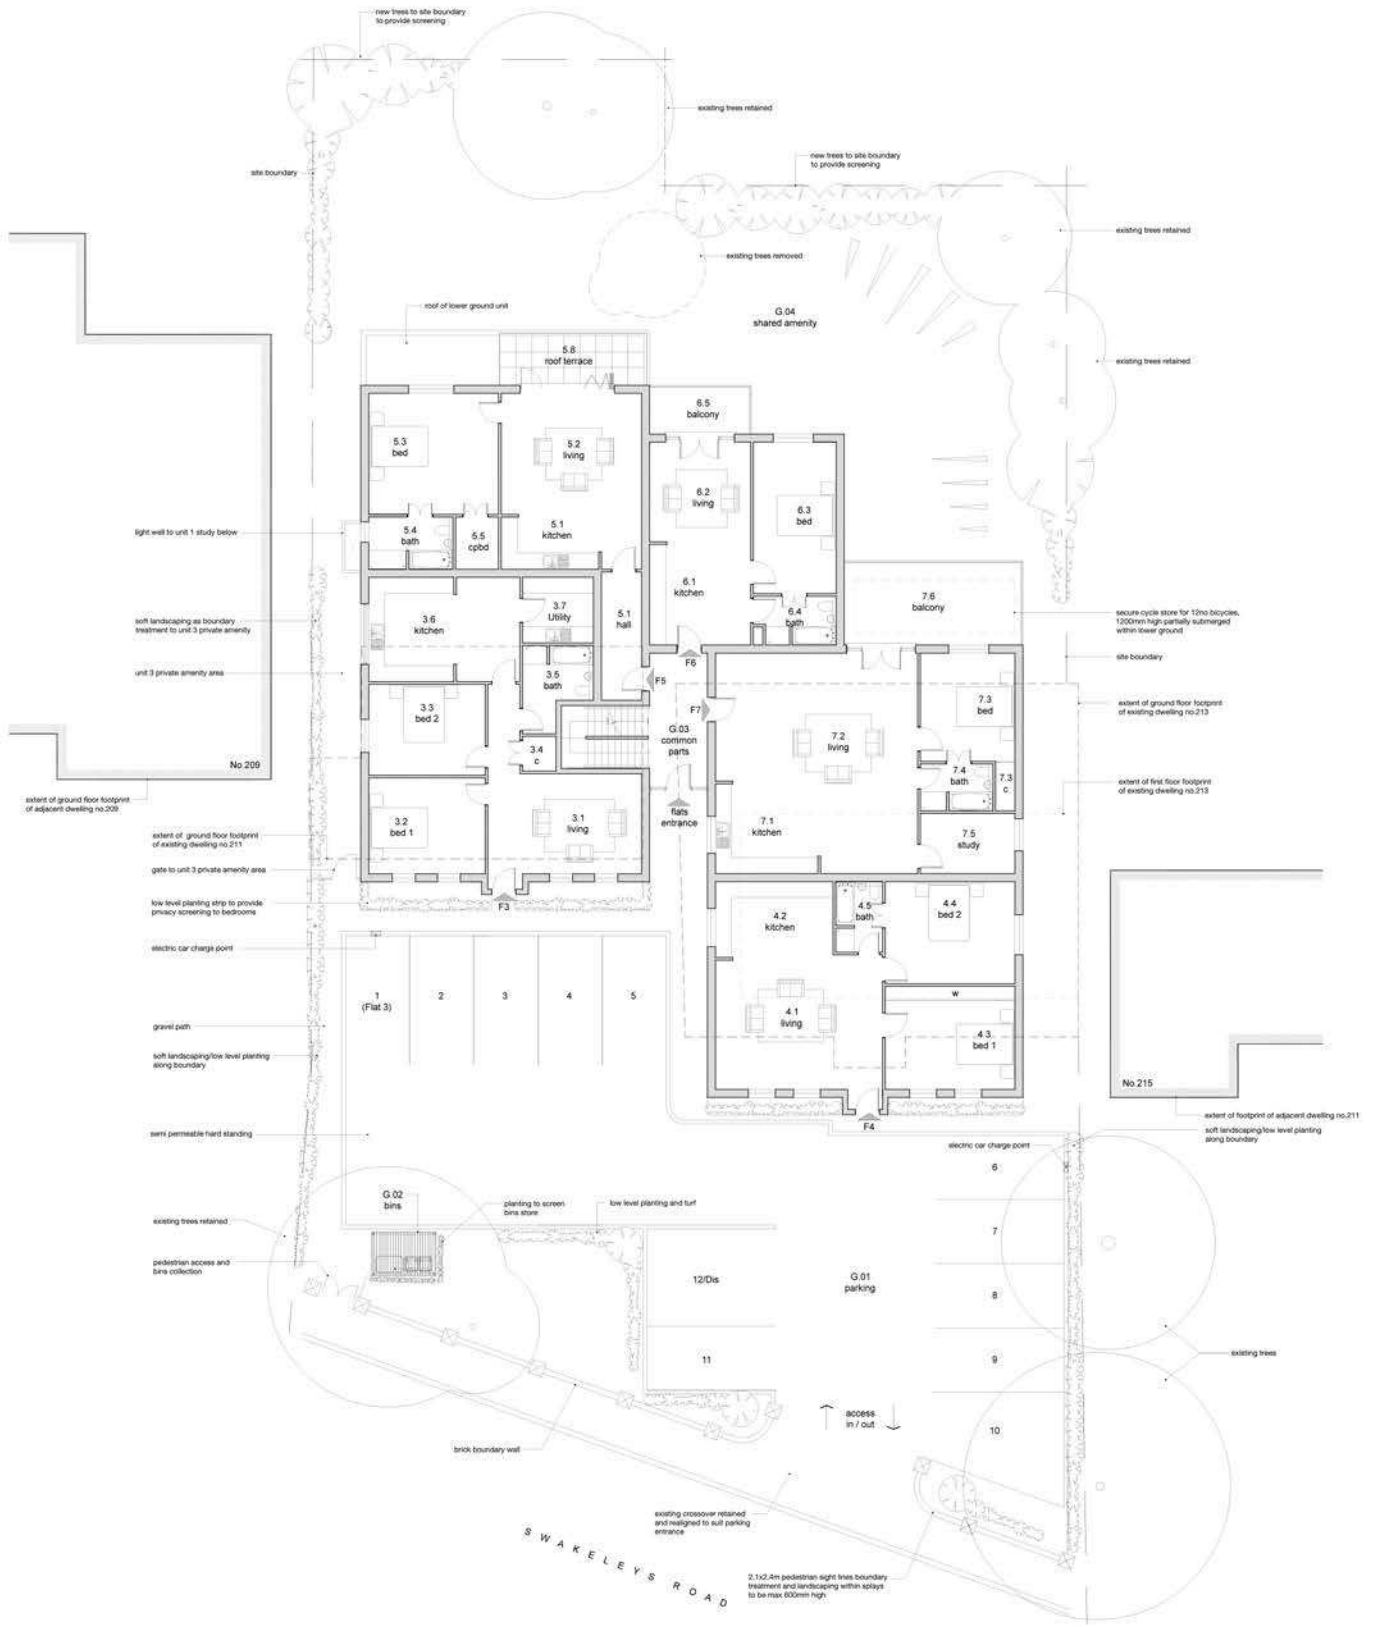 new trees to site boundary
to provide screening
existing trees retained
new trees to site boundary
to provide screening
site boundary
existing trees retained
existing trees removed
roof of lower ground unit
G.04
shared amenity
5.8
roof terrace
existing trees retained
6.5
balcony
5.3
bed
5.2
living
6.2
living
6.3
bed
light well to unit 1 study below
5.4
bath
5.5
cpbd
5.1
kitchen
6.1
kitchen
7.6
balcony
3.7
Utility
5.1
hall
6.4
bath
secure cycle store for 12no bicycles,
1200mm high partially submerged
within lower ground
soft landscaping as boundary
treatment to unit 3 private amenity
3.6
kitchen
site boundary
unit 3 private amenity area
3.5
bath
F6
F5
3.3
bed 2
F7
7.3
bed
extent of ground floor footprint
of existing dwelling no.213
G.03
common
parts
7.2
living
3.4
c
No.209
7.4
bath
7.3
c
extent of first floor footprint
of existing dwelling no.213
extent of ground floor footprint
of adjacent dwelling no.209
flats
entrance
3.2
bed 1
3.1
living
7.1
kitchen
7.5
study
extent of ground floor footprint
of existing dwelling no.211
gate to unit 3 private amenity area
low level planting strip to provide
privacy screening to bedrooms
F3
4.2
kitchen
4.5
bath
4.4
bed 2
electric car charge point
1
(Flat 3)
2
3
4
5
w
4.1
living
4.3
bed 1
gravel path
soft landscaping/low level planting
along boundary
No.215
extent of footprint of adjacent dwelling no.211
F4
semi permeable hard standing
soft landscaping/low level planting
along boundary
electric car charge point
6
G.02
bins
planting to screen
bins store
low level planting and turf
existing trees retained
7
pedestrian access and
bins collection
12/Dis
G.01
parking
8
11
9
existing trees
access
in / out
10
brick boundary wall
existing crossover retained
and realigned to suit parking
entrance
SWAKELEYS ROAD
2.1x2.4m pedestrian sight lines boundary
treatment and landscaping within splays
to be max 600mm high